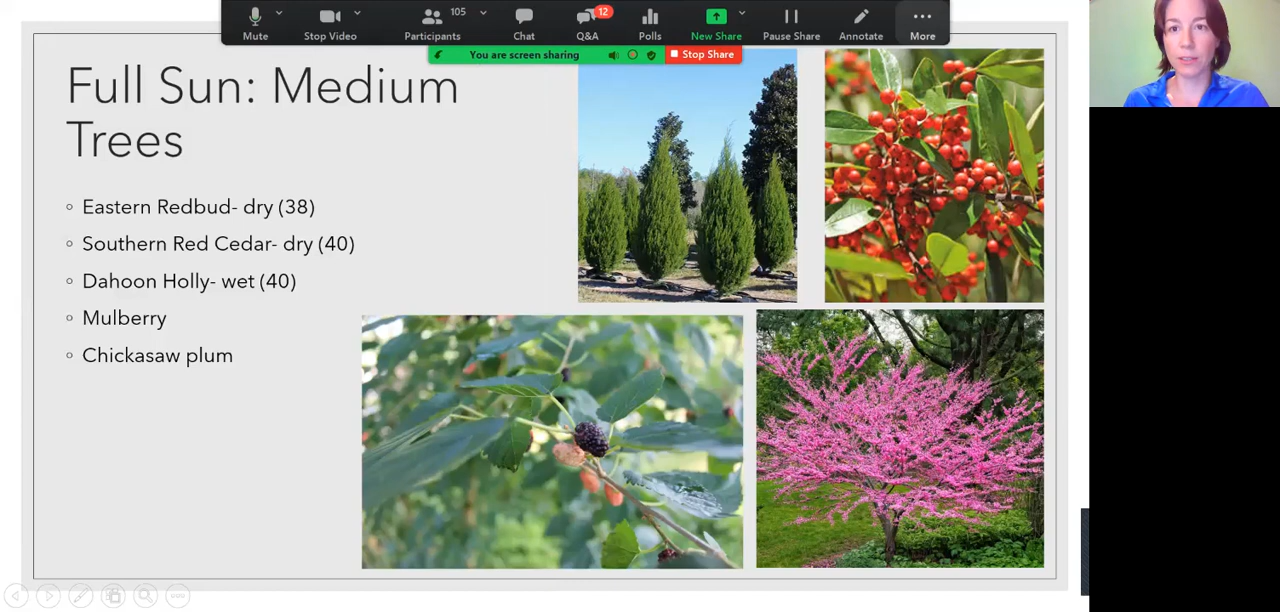 105
12
Mute
Stop Video
Participants
Chat
Q&A
Polls
New Share
Pause Share
Annotate
More
You are screen sharing
Stop Share
Full Sun: Medium
Trees
Eastern Redbud- dry (38)
Southern Red Cedar- dry (40)
Dahoon Holly- wet (40)
Mulberry
Chickasaw plum